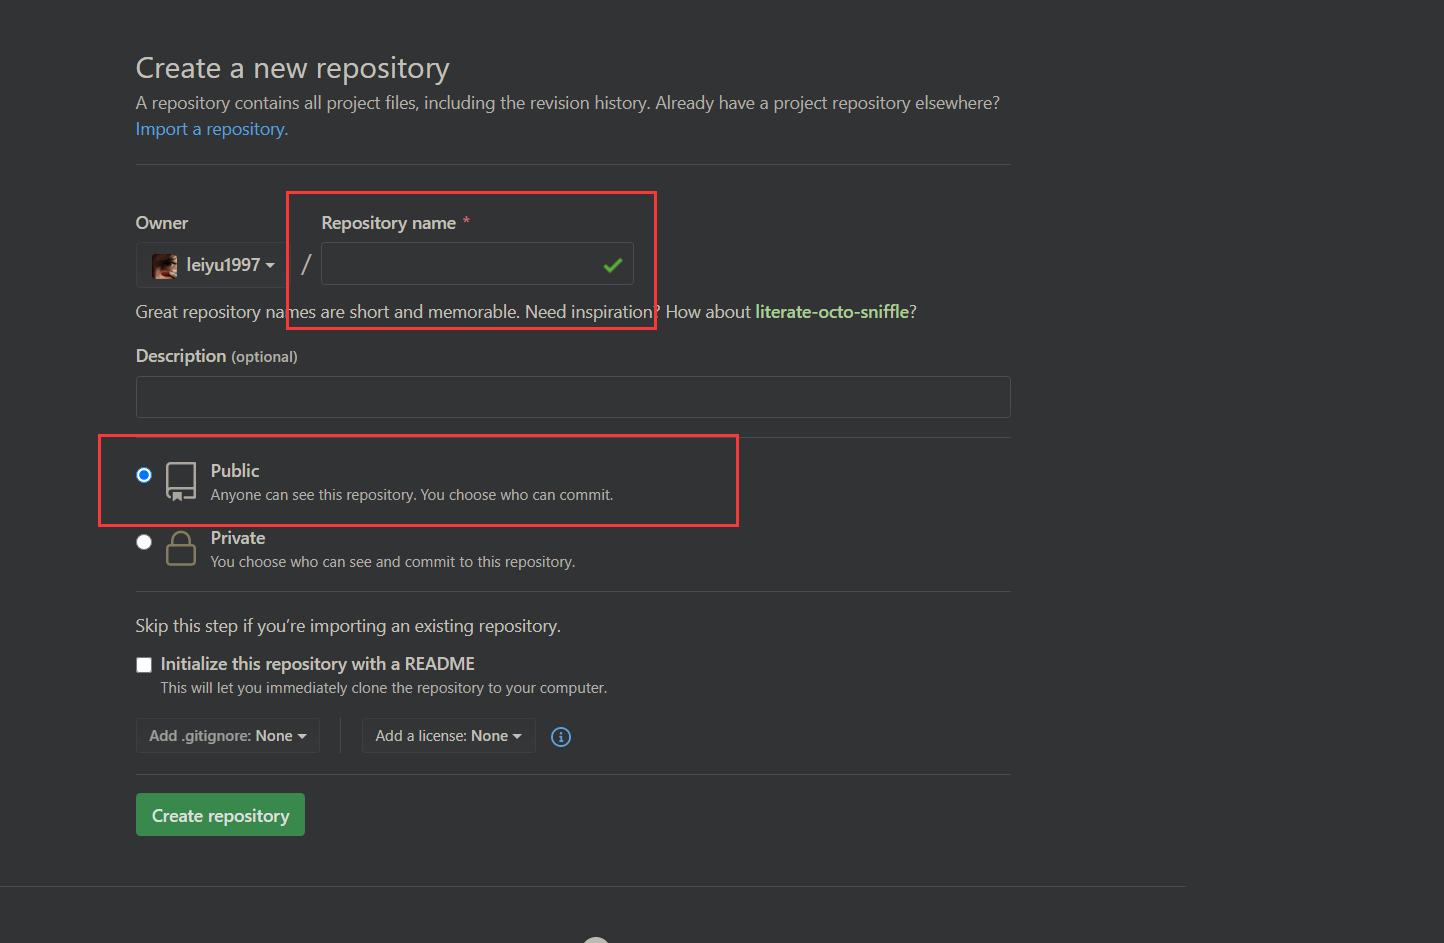 Create a new repository
A repository contains all project files, including the revision history. Already have a project repository elsewhere?
Import a repository.
Owner
Repository name *
leiyu1997
/
Great repository names are short and memorable. Need inspiration? How about literate-octo-sniffle?
Description (optional)
Public
Anyone can see this repository. You choose who can commit.
Private
You choose who can see and commit to this repository.
Skip this step if you’re importing an existing repository.
Initialize this repository with a README
This will let you immediately clone the repository to your computer.
Add .gitignore: None
Add a license: None
Create repository